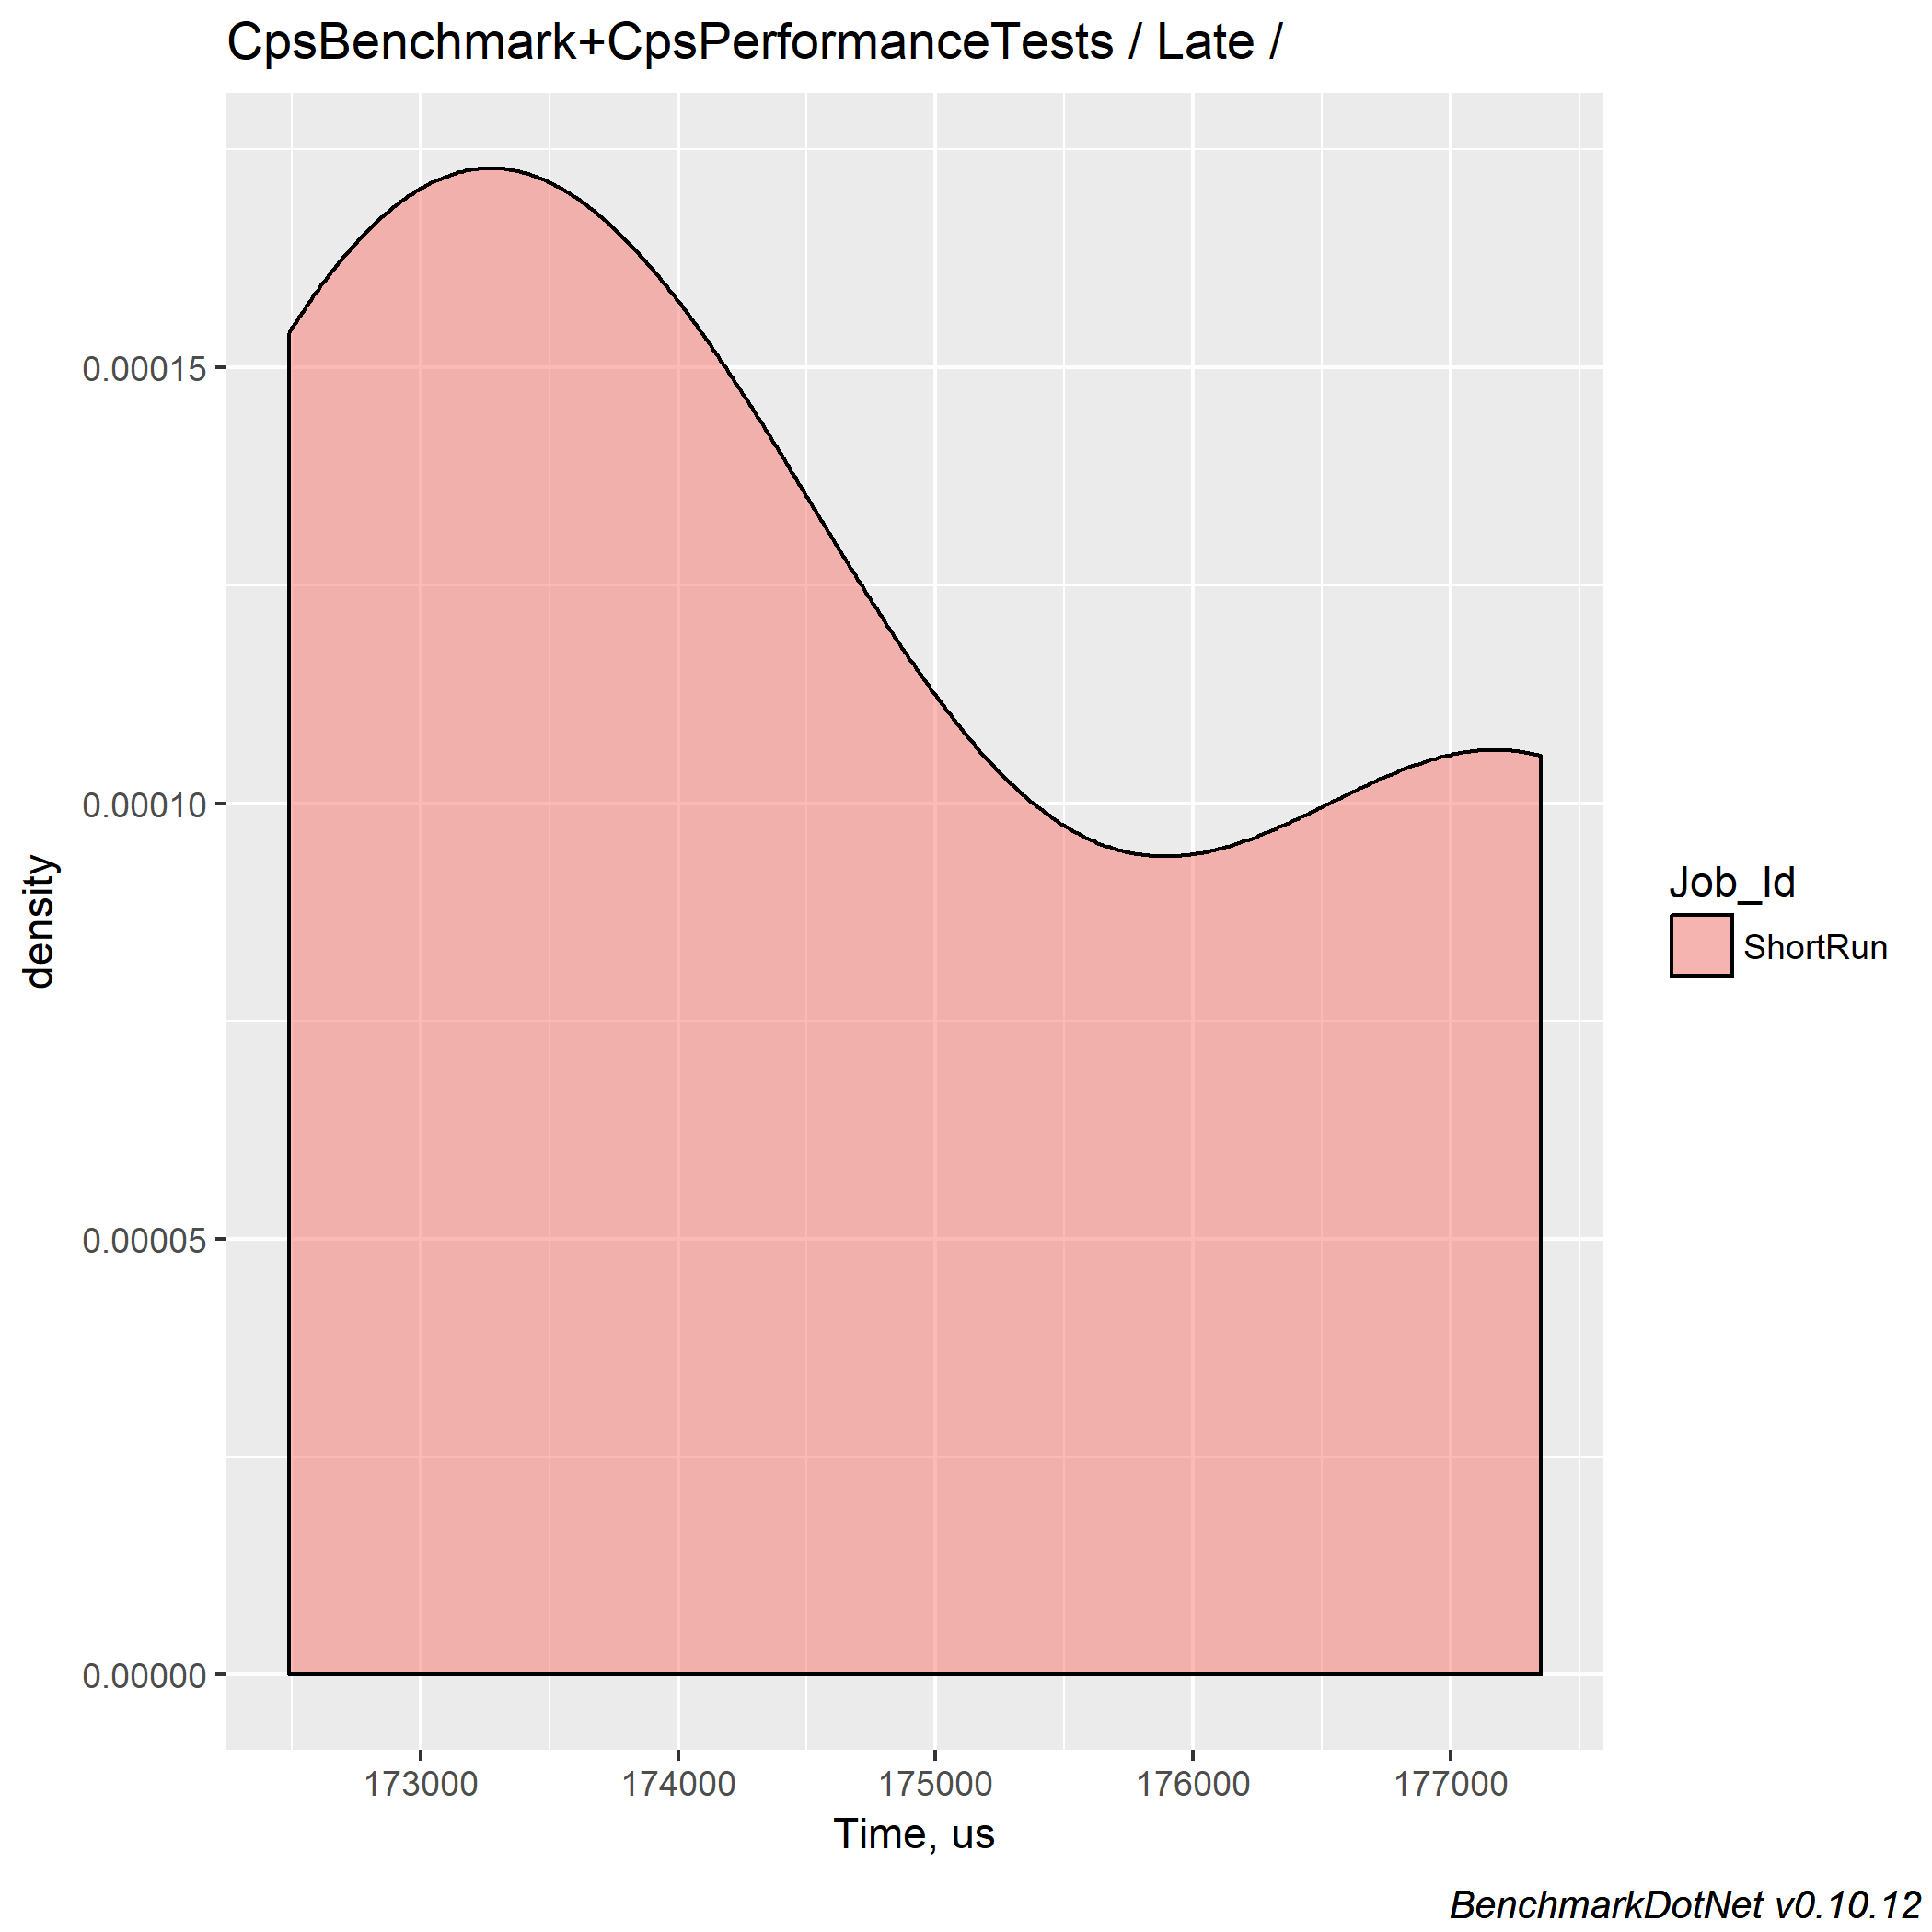 CpsBenchmark+CpsPerformanceTests / Late /
0.00015
0.00010
0.00005
0.00000
density
173000 174000 175000 176000 177000
Time, us
Job_Id
ShortRun
BenchmarkDotNet v0.10.12